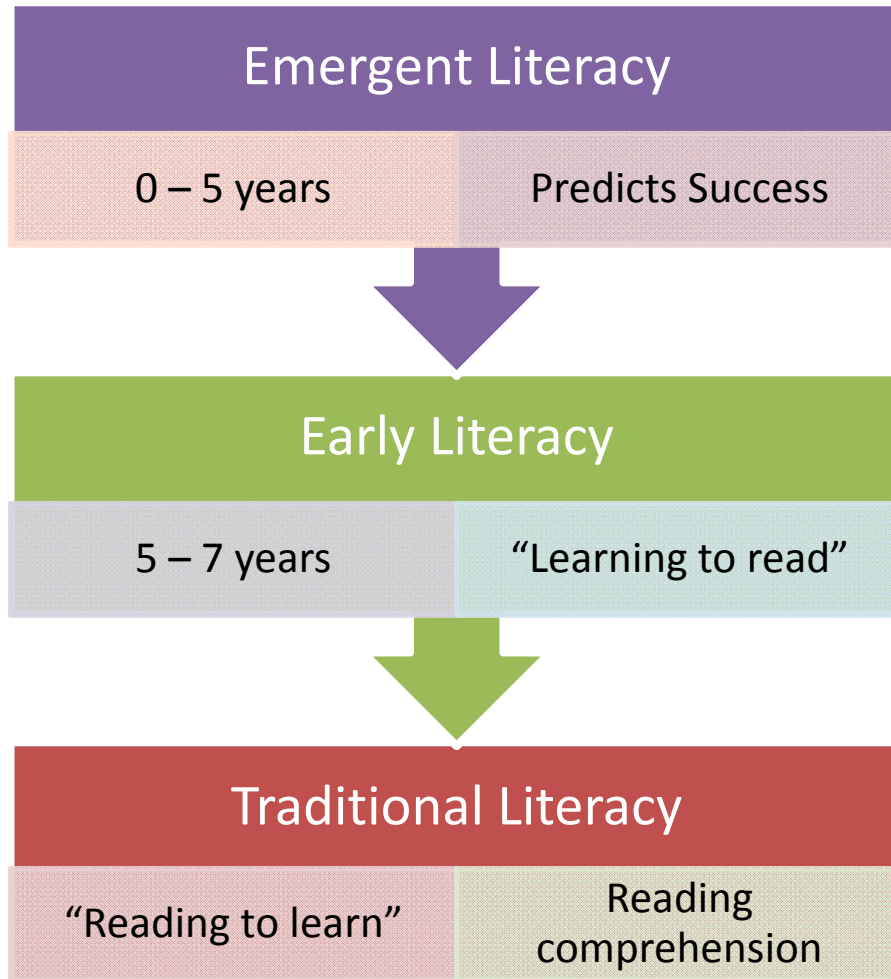 Emergent Literacy
0 – 5 years
Predicts Success
Early Literacy
5 – 7 years
“Learning to read”
Traditional Literacy
“Reading to learn”
Reading
comprehension